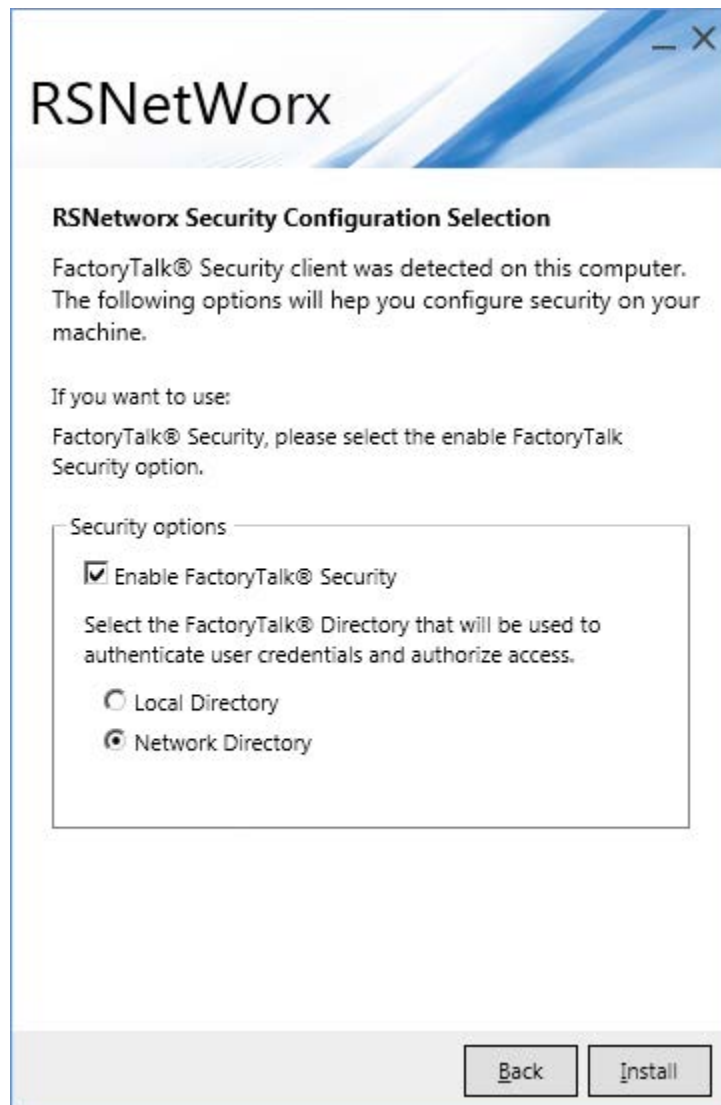 RSNetWorx
RSNetworx Security Configuration Selection
FactoryTalk® Security client was detected on this computer.
The following options will hep you configure security on your
machine.
If you want to use:
FactoryTalk® Security, please select the enable FactoryTalk
Security option.
Security options
Enable FactoryTalk® Security
Select the FactoryTalk® Directory that will be used to
authenticate user credentials and authorize access.
Local Directory
Network Directory
Back
Install